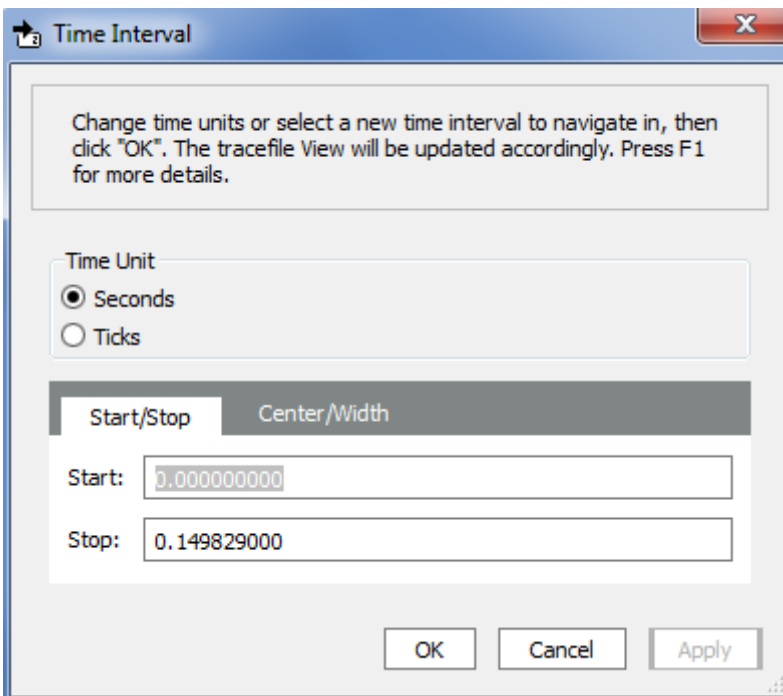 Time Interval
Change time units or select a new time interval to navigate in, then
click "OK". The tracefile View will be updated accordingly. Press F1
for more details.
Time Unit
Seconds
Ticks
Start/Stop Center/Width
Start: 0.000000000
Stop: 0.149829000
OK Cancel Apply